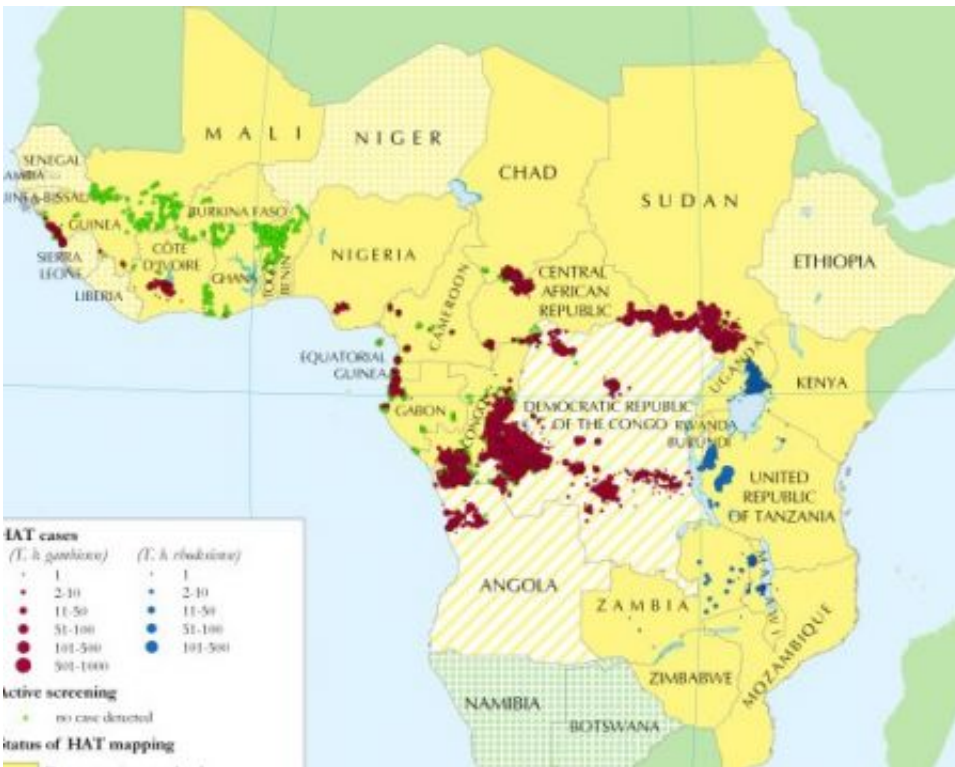 MALI
NIGER
CHAD
SUDAN
ETHIOPIA
SENEGAL
GUINEA
SIERRA
LEONE
LIBERIA
CÔTE
D'IVOIRE
BURKINA FASO
GHANA
TOGO
BENIN
NIGERIA
CAMEROON
CENTRAL
AFRICAN
REPUBLIC
EQUATORIAL
GUINEA
GABON
CONGO
DEMOCRATIC REPUBLIC
OF THE CONGO
UGANDA
KENYA
RWANDA
BURUNDI
UNITED
REPUBLIC
OF TANZANIA
ANGOLA
ZAMBIA
MALAWI
MOZAMBIQUE
ZIMBABWE
NAMIBIA
BOTSWANA
HAT cases
(T. b. gambiense) (T. b. rhodesiense)
1 1
2-10 2-10
11-50 11-50
51-100 51-100
101-500 101-500
501-1000
Active screening
no case detected
Status of HAT mapping